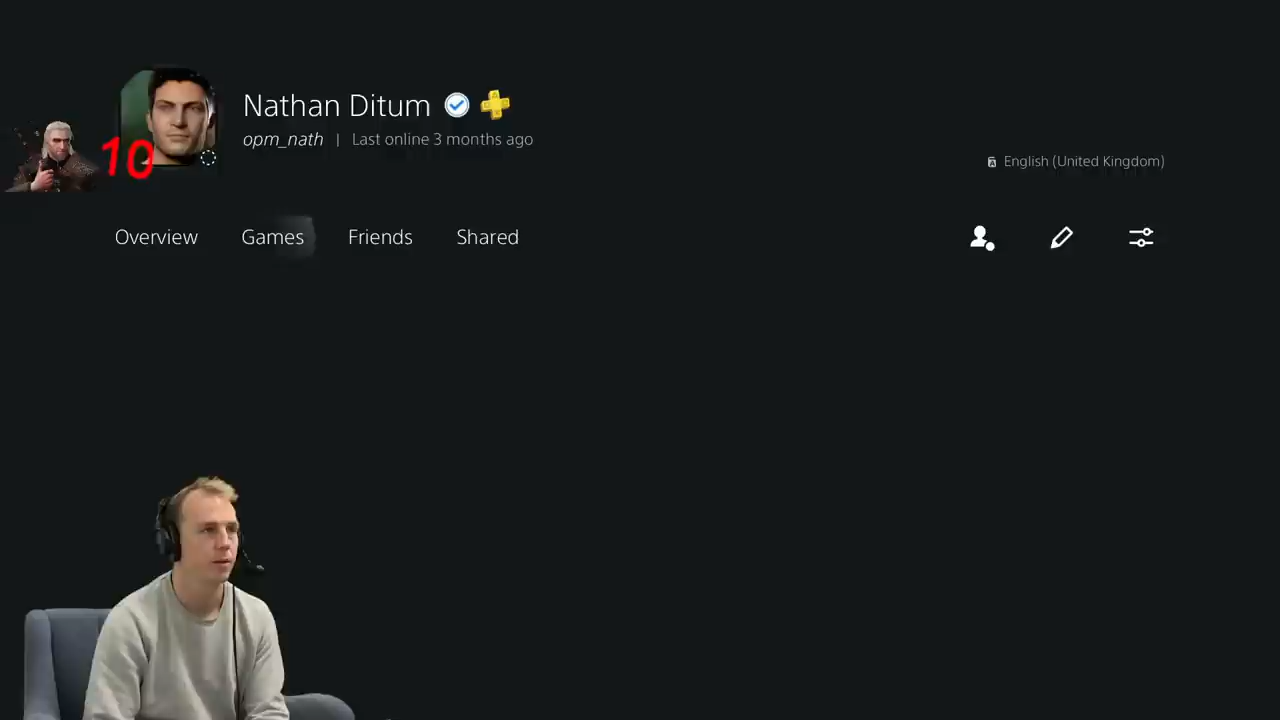 Nathan Ditum
opm_nath | Last online 3 months ago
10
English (United Kingdom)
Overview Games Friends Shared